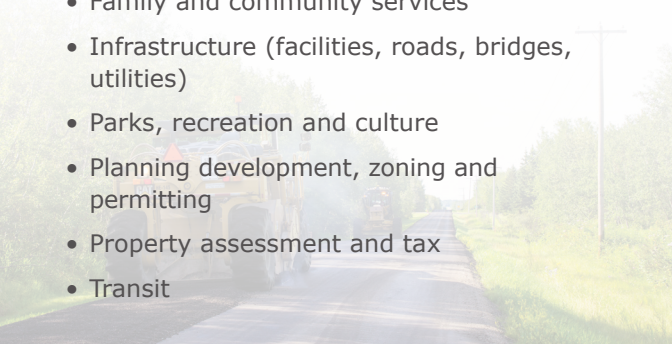 • Family and community services
• Infrastructure (facilities, roads, bridges,
utilities)
• Parks, recreation and culture
• Planning development, zoning and
permitting
• Property assessment and tax
• Transit